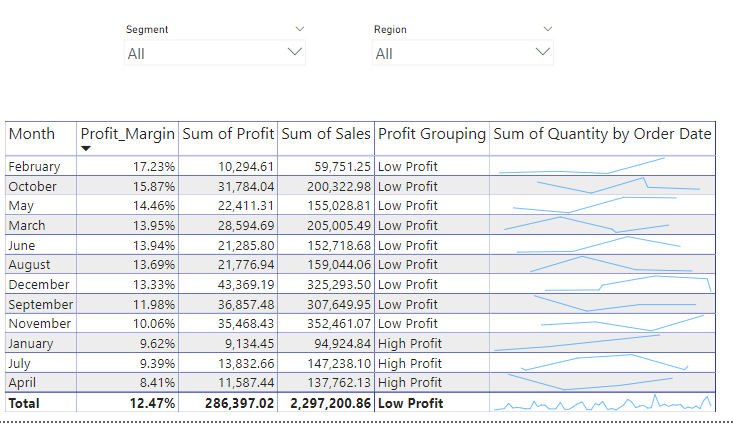 Segment Region
All All
Month Profit_Margin Sum of Profit Sum of Sales Profit Grouping Sum of Quantity by Order Date
February 17.23% 10,294.61 59,751.25 Low Profit
October 15.87% 31,784.04 200,322.98 Low Profit
May 14.46% 22,411.31 155,028.81 Low Profit
March 13.95% 28,594.69 205,005.49 Low Profit
June 13.94% 21,285.80 152,718.68 Low Profit
August 13.69% 21,776.94 159,044.06 Low Profit
December 13.33% 43,369.19 325,293.50 Low Profit
September 11.98% 36,857.48 307,649.95 Low Profit
November 10.06% 35,468.43 352,461.07 Low Profit
January 9.62% 9,134.45 94,924.84 High Profit
July 9.39% 13,832.66 147,238.10 High Profit
April 8.41% 11,587.44 137,762.13 High Profit
Total 12.47% 286,397.02 2,297,200.86 Low Profit